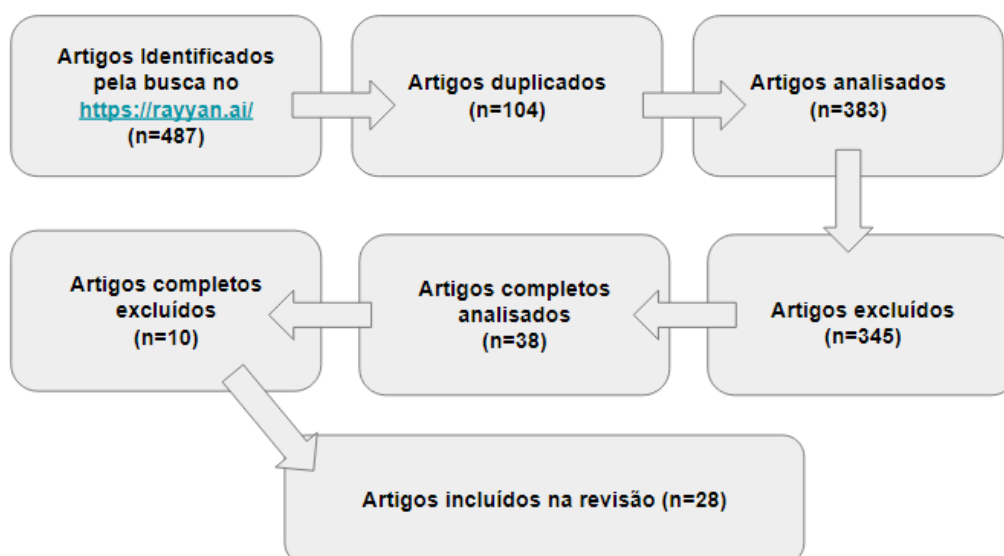 Artigos Identificados
pela busca no
https://rayyan.ai/
(n=487)
Artigos duplicados
(n=104)
Artigos analisados
(n=383)
Artigos excluídos
(n=345)
Artigos completos
analisados
(n=38)
Artigos completos
excluídos
(n=10)
Artigos incluídos na revisão (n=28)